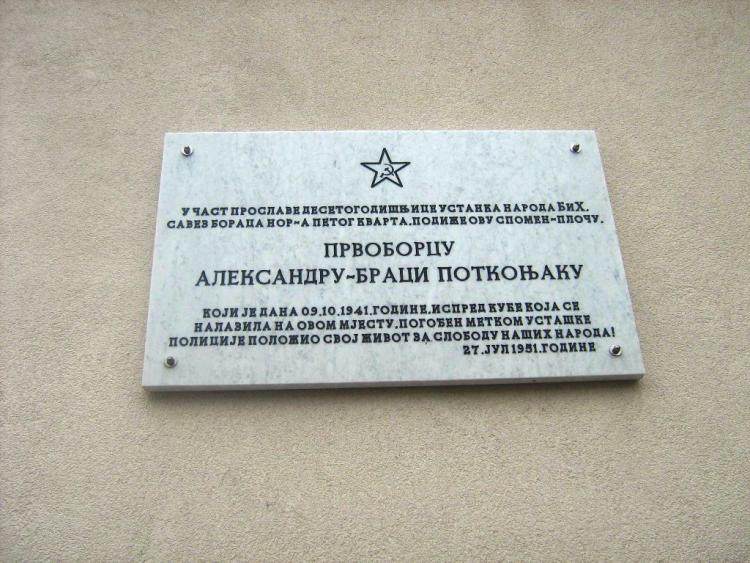 У ЧАСТ ПРОСЛАВЕ ДЕСЕТОГОДИШЊИЦЕ УСТАНКА НАРОДА БиХ.
САВЕЗ БОРАЦА НОР-А ПЕТОГ КВАРТА, ПОДИЖЕ ОВУ СПОМЕН-ПЛОЧУ.
ПРВОБОРЦУ
АЛЕКСАНДРУ-БРАЦИ ПОТКОЊАКУ
КОЈИ ЈЕ ДАНА 09.10.1941.ГОДИНЕ, ИСПРЕД КУЋЕ КОЈА СЕ
НАЛАЗИЛА НА ОВОМ МЈЕСТУ, ПОГОЂЕН МЕТКОМ УСТАШКЕ
ПОЛИЦИЈЕ ПОЛОЖИО СВОЈ ЖИВОТ ЗА СЛОБОДУ НАШИХ НАРОДА!
27. ЈУЛ 1951. ГОДИНЕ